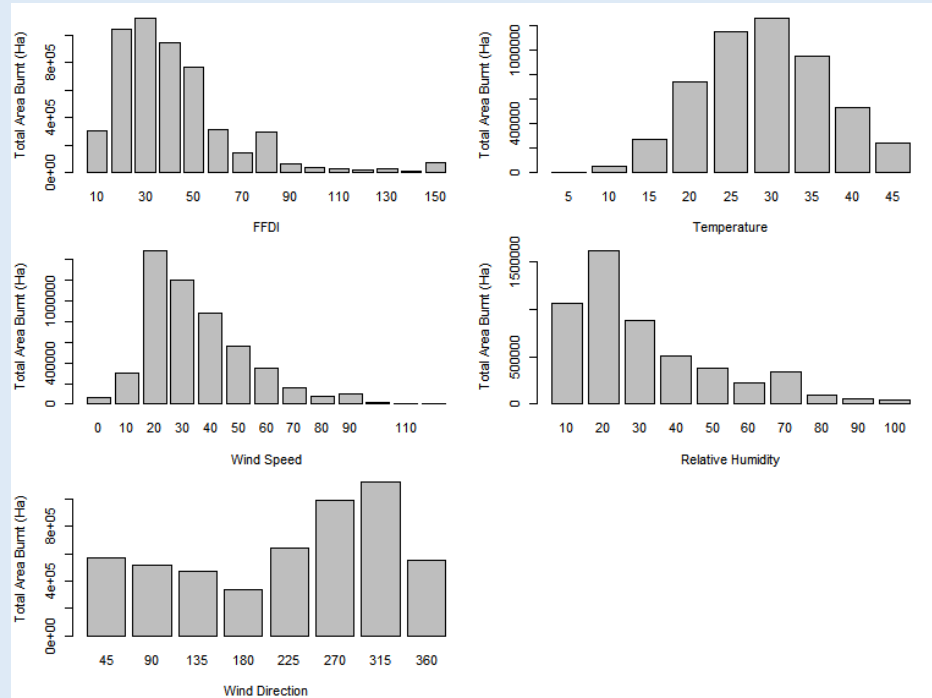 Total Area Burnt (Ha)
0e+00 4e+05 8e+05
10 30 50 70 90 110 130 150
FFDI
Total Area Burnt (Ha)
0 400000 1000000
5 10 15 20 25 30 35 40 45
Temperature
Total Area Burnt (Ha)
0 400000 1000000
0 10 20 30 40 50 60 70 80 90 110
Wind Speed
Total Area Burnt (Ha)
0 500000 1500000
10 20 30 40 50 60 70 80 90 100
Relative Humidity
Total Area Burnt (Ha)
0e+00 4e+05 8e+05
45 90 135 180 225 270 315 360
Wind Direction